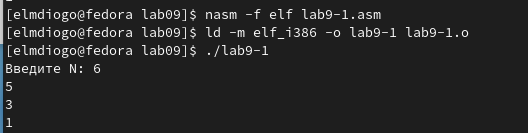 [elmdiogo@fedora lab09]$ nasm -f elf lab9-1.asm
[elmdiogo@fedora lab09]$ ld -m elf_i386 -o lab9-1 lab9-1.o
[elmdiogo@fedora lab09]$ ./lab9-1
Введите N: 6
5
3
1